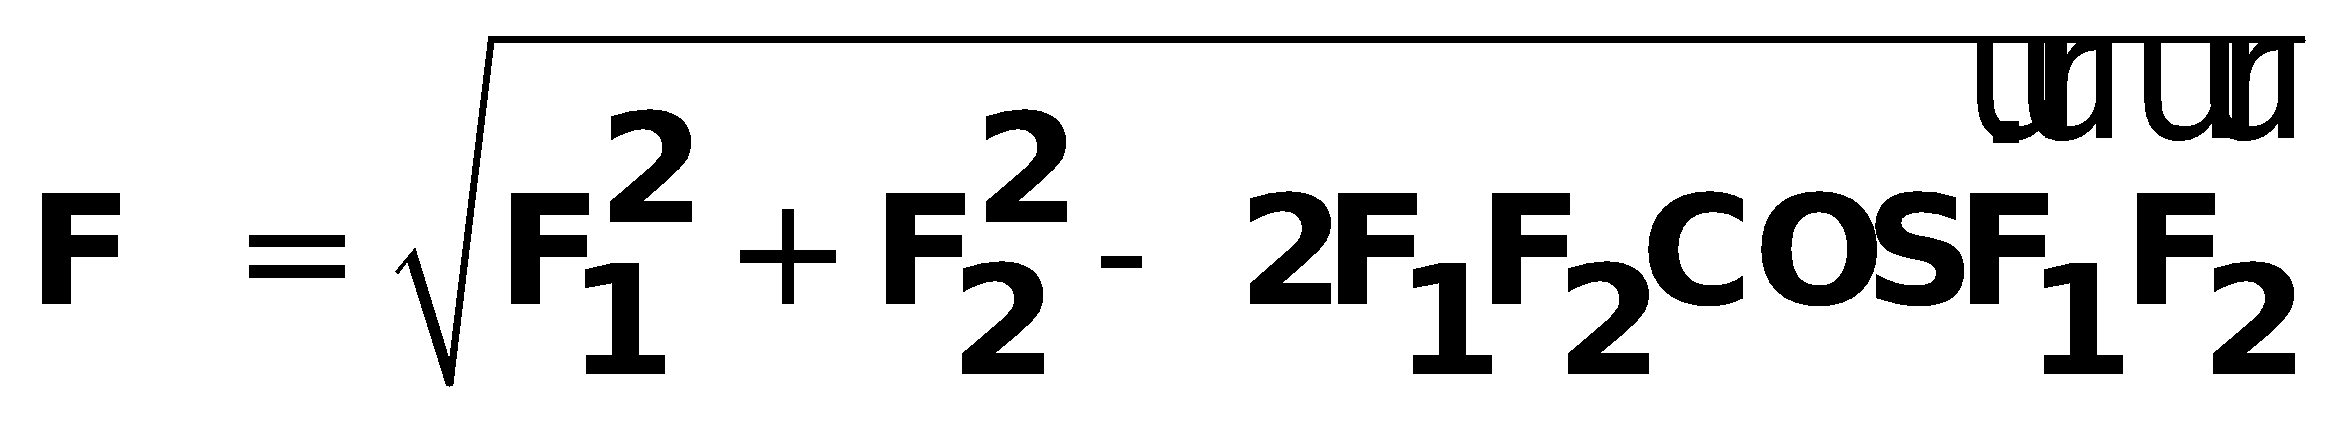 F = √F₁² + F₂² - 2F₁F₂COSF₁F₂